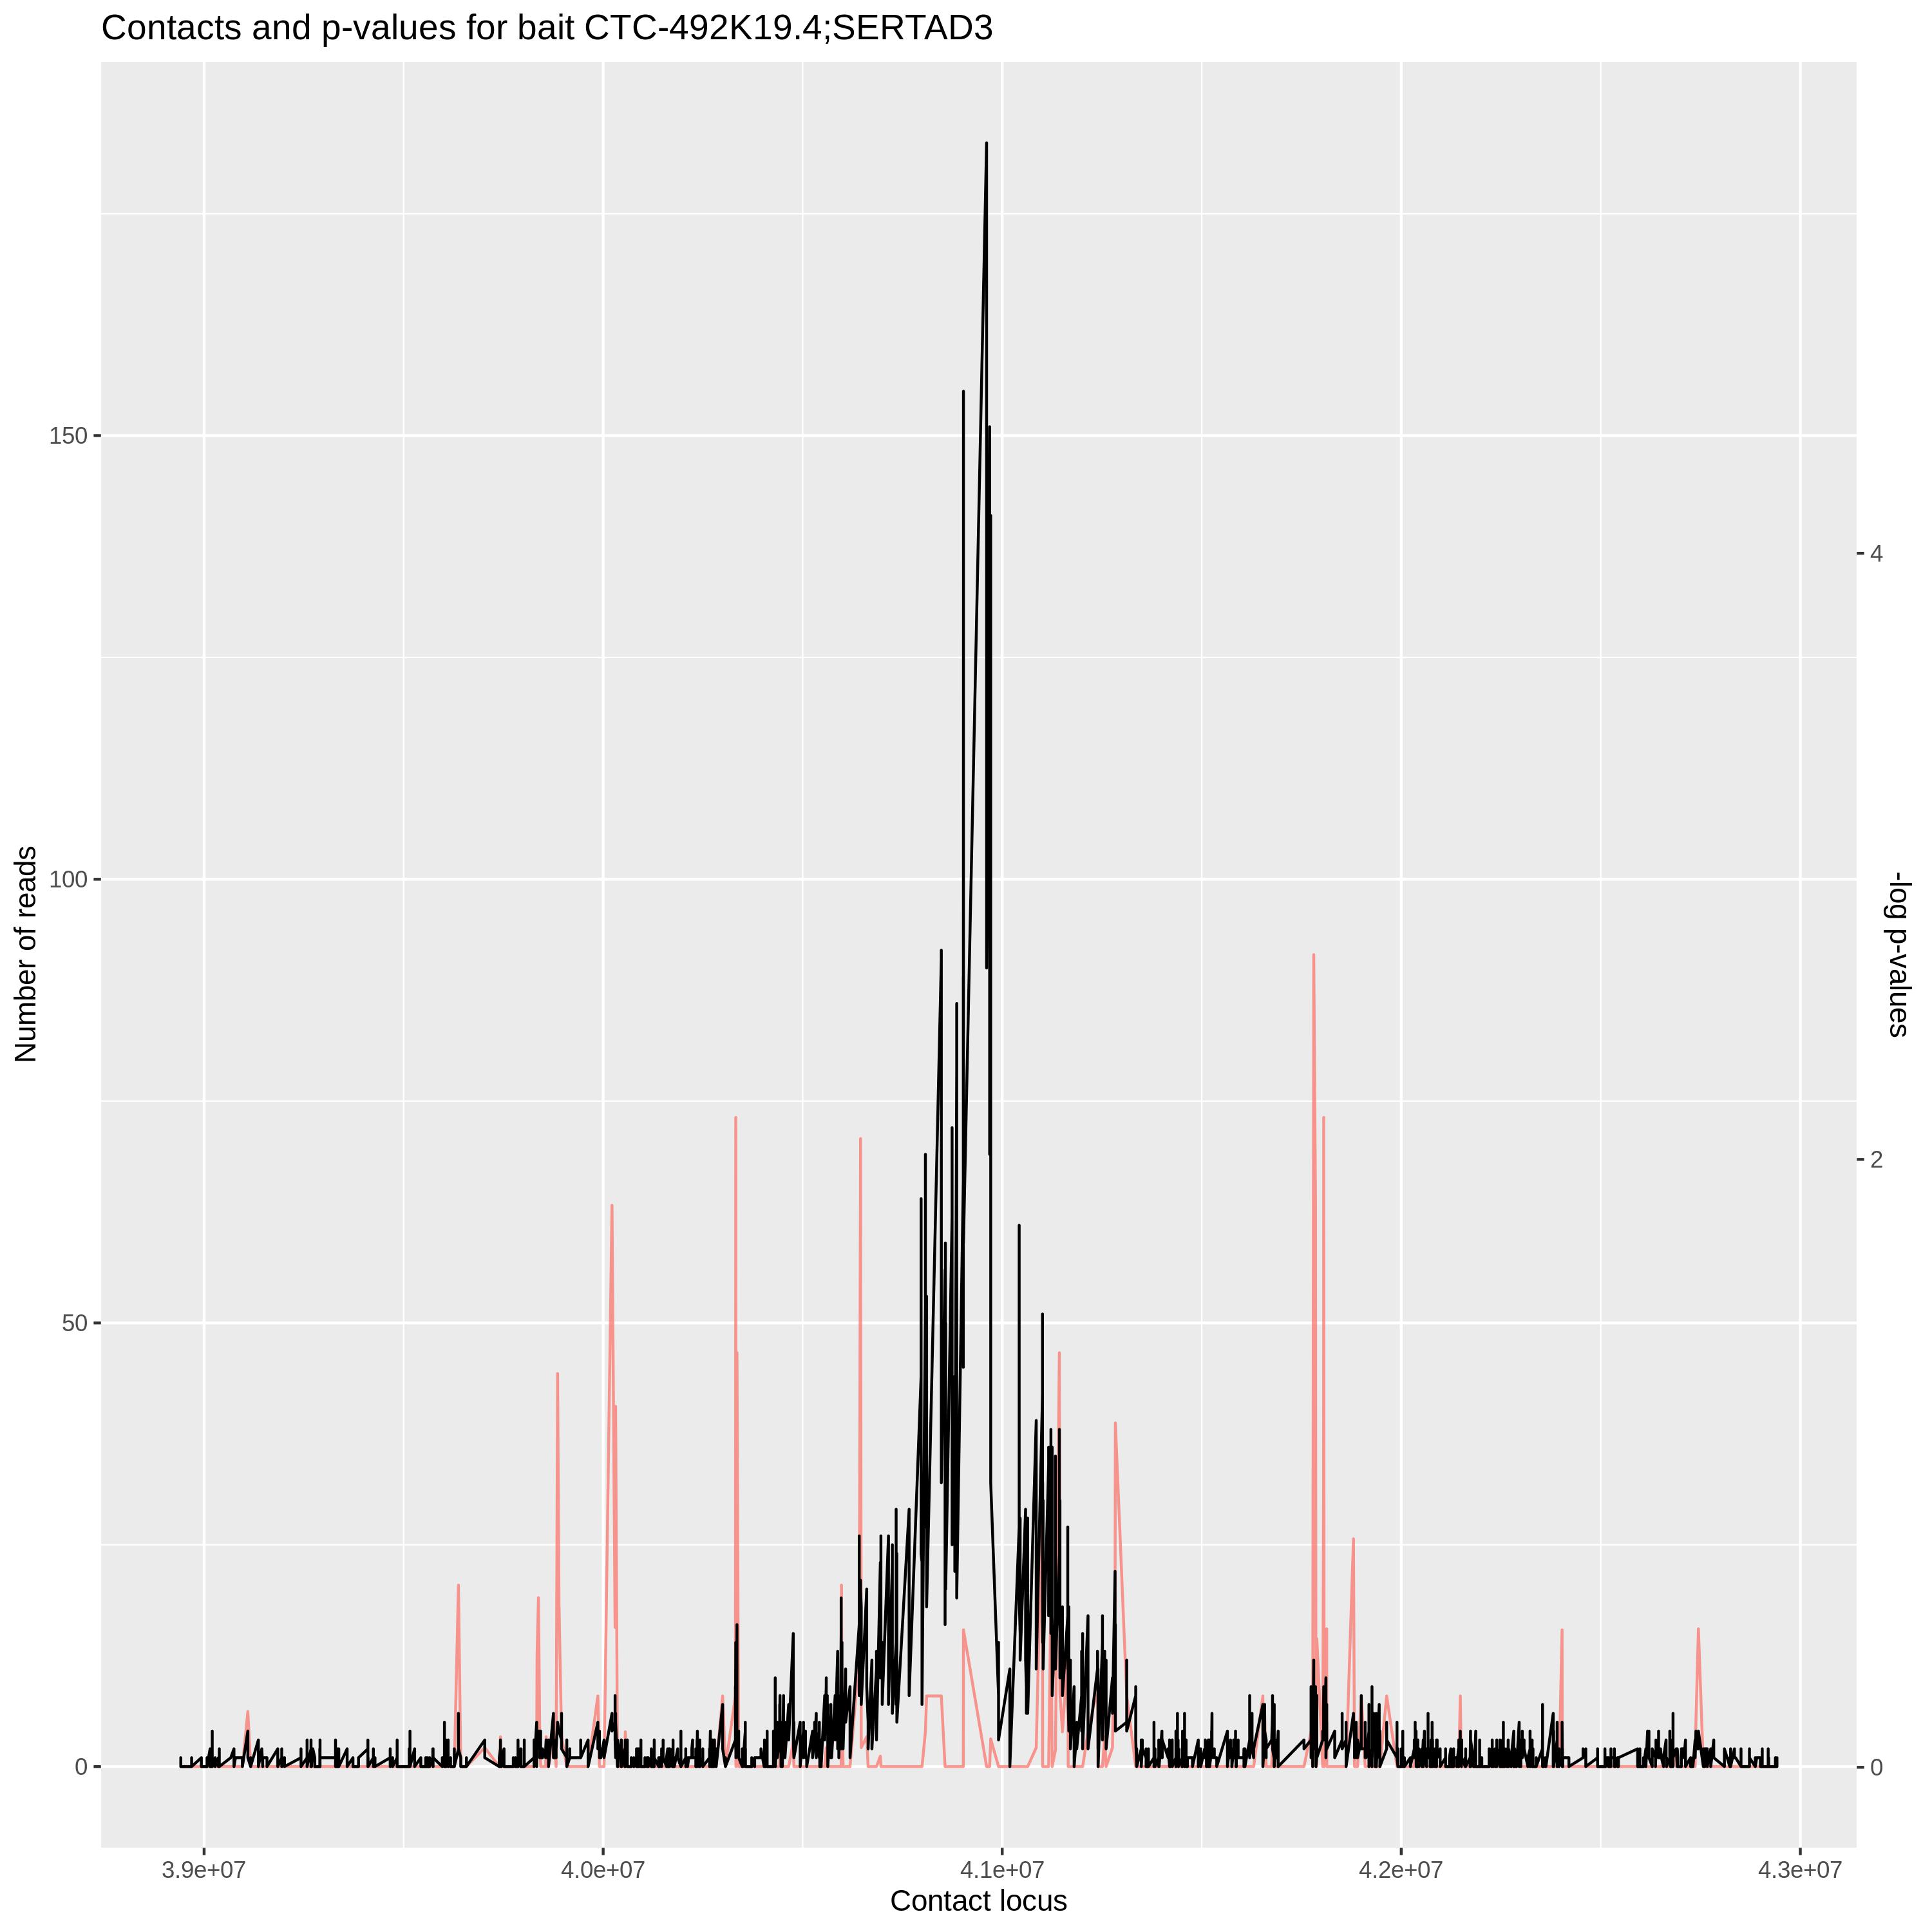 Contacts and p-values for bait CTC-492K19.4;SERTAD3
Number of reads
150
100
50
0
4
2
0
-log p-values
3.9e+07 4.0e+07 4.1e+07 4.2e+07 4.3e+07
Contact locus